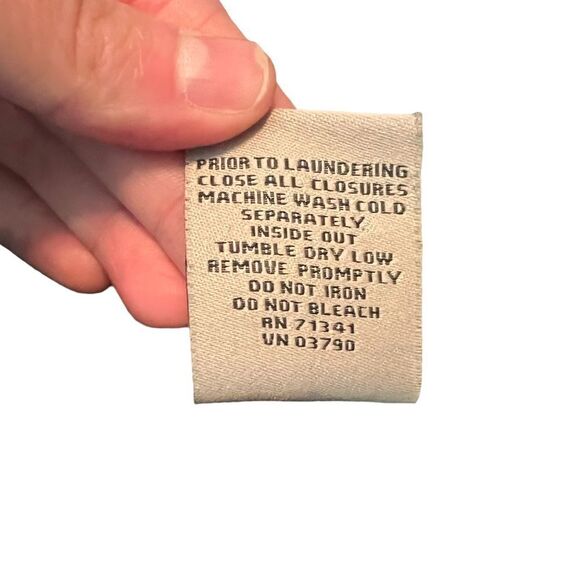 PRIOR TO LAUNDERING
CLOSE ALL CLOSURES
MACHINE WASH COLD
SEPARATELY
INSIDE OUT
TUMBLE DRY LOW
REMOVE PROMPTLY
DO NOT IRON
DO NOT BLEACH
RN 71341
VN 03790